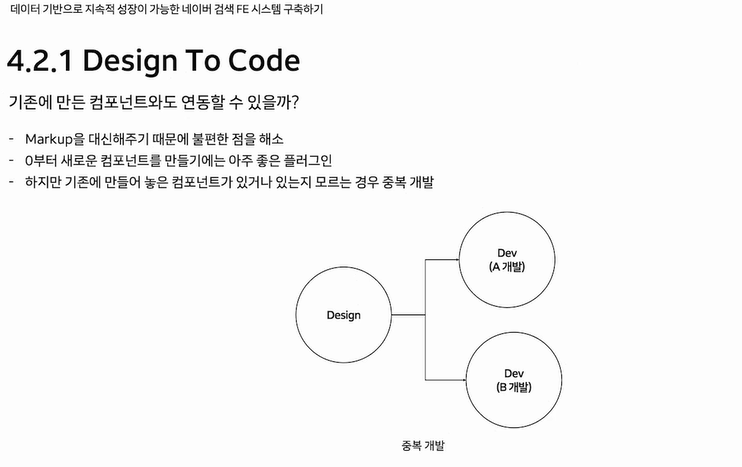 데이터 기반으로 지속적 성장이 가능한 네이버 검색 FE 시스템 구축하기
4.2.1 Design To Code
기존에 만든 컴포넌트와도 연동할 수 있을까?
- Markup을 대신해주기 때문에 불편한 점을 해소
- 0부터 새로운 컴포넌트를 만들기에는 아주 좋은 플러그인
- 하지만 기존에 만들어 놓은 컴포넌트가 있거나 있는지 모르는 경우 중복 개발
Dev
(A 개발)
Design
Dev
(B 개발)
중복 개발